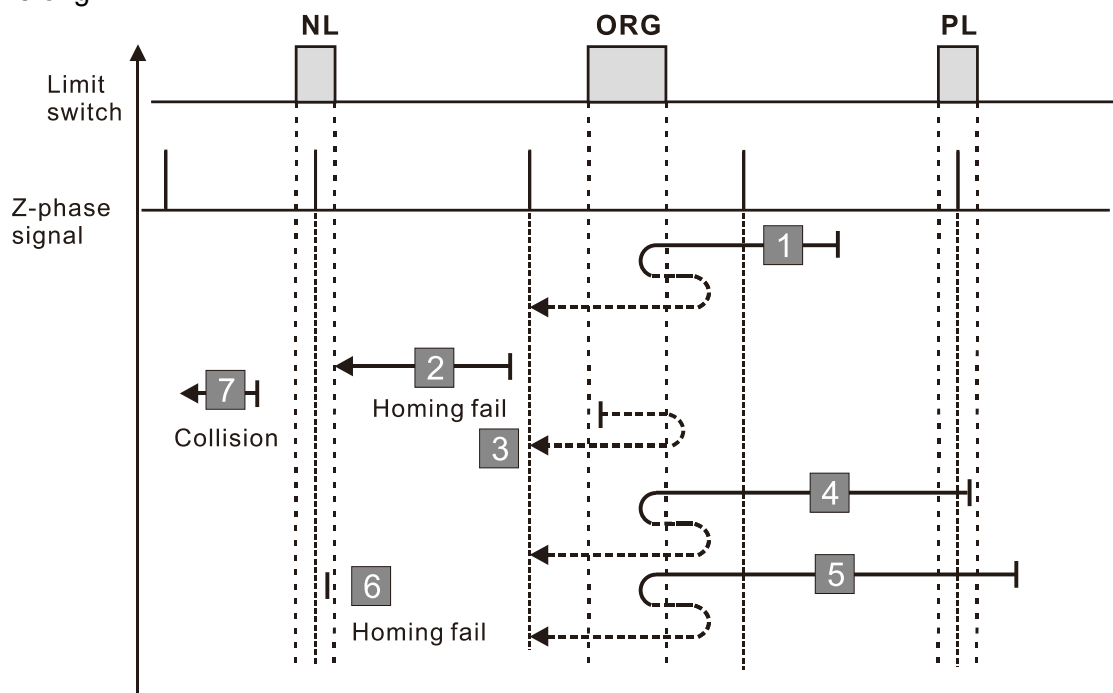 NL ORG PL
Limit
switch
Z-phase
signal
1
2
7
Homing fail
Collision
3
4
5
6
Homing fail